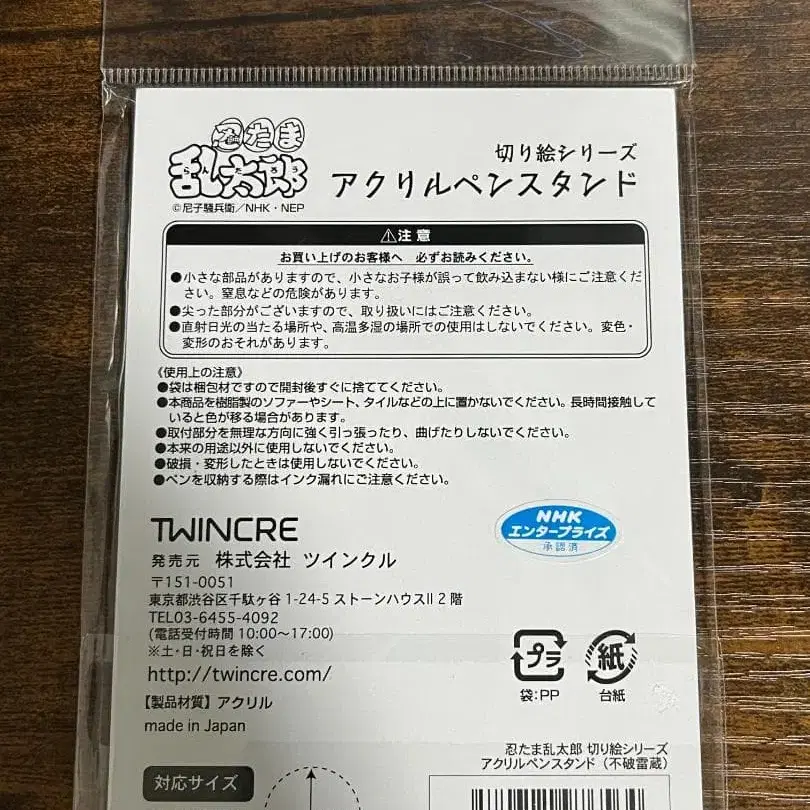 忍たま
乱太郎
らんたろう
©尼子騒兵衛／NHK・NEP
切り絵シリーズ
アクリルペンスタンド
⚠注意
お買い上げのお客様へ 必ずお読みください。
●小さな部品がありますので、小さなお子様が誤って飲み込まない様にご注意くだ
さい。窒息などの危険があります。
●尖った部分がございますので、取り扱いにはご注意ください。
●直射日光の当たる場所や、高温多湿の場所での使用はしないでください。変色・
変形のおそれがあります。
《使用上の注意》
●袋は梱包材ですので開封後すぐに捨ててください。
●本商品を樹脂製のソファーやシート、タイルなどの上に置かないでください。長時間接触して
いると色が移る場合があります。
●取付部分を無理な方向に強く引っ張ったり、曲げたりしないでください。
●本来の用途以外に使用しないでください。
●破損・変形したときは使用しないでください。
●ペンを収納する際はインク漏れにご注意ください。
TWINCRE
発売元 株式会社 ツインクル
〒151-0051
東京都渋谷区千駄ヶ谷 1-24-5 ストーンハウスII 2 階
TEL03-6455-4092
(電話受付時間 10:00～17:00)
※土・日・祝日を除く
http://twincre.com/
【製品材質】アクリル
made in Japan
NHK
エンタープライズ
承認済
プラ
袋:PP
紙
台紙
対応サイズ
忍たま乱太郎 切り絵シリーズ
アクリルペンスタンド（不破雷蔵）